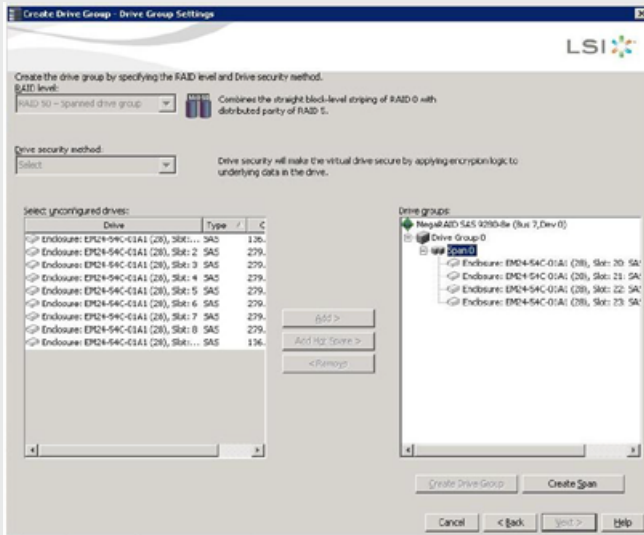 Create Drive Group - Drive Group Settings
LSI
Create the drive group by specifying the RAID level and Drive security method.
RAID level:
RAID 50 - Spanned drive group
Combines the straight block-level striping of RAID 0 with
distributed parity of RAID 5.
Drive security method:
Select
Drive security will make the virtual drive secure by applying encryption logic to
underlying data in the drive.
Select unconfigured drives:
Drive Type / C
Enclosure: EM24-54C-01A1 (28), Slot:... SAS 136.
Enclosure: EM24-54C-01A1 (28), Slot: 2 SAS 279.
Enclosure: EM24-54C-01A1 (28), Slot: 3 SAS 279.
Enclosure: EM24-54C-01A1 (28), Slot: 4 SAS 279.
Enclosure: EM24-54C-01A1 (28), Slot: 5 SAS 279.
Enclosure: EM24-54C-01A1 (28), Slot: 6 SAS 279.
Enclosure: EM24-54C-01A1 (28), Slot: 7 SAS 279.
Enclosure: EM24-54C-01A1 (28), Slot: 8 SAS 279.
Enclosure: EM24-54C-01A1 (28), Slot:... SAS 136.
Add >
Add Hot Spare >
< Remove
Drive groups:
MegaRAID SAS 9280-8e (Bus 7,Dev 0)
Drive Group 0
Span 0
Enclosure: EM24-54C-01A1 (28), Slot: 20: SA
Enclosure: EM24-54C-01A1 (28), Slot: 21: SA
Enclosure: EM24-54C-01A1 (28), Slot: 22: SA
Enclosure: EM24-54C-01A1 (28), Slot: 23: SA
Create Drive Group
Create Span
Cancel
< Back
Next >
Help